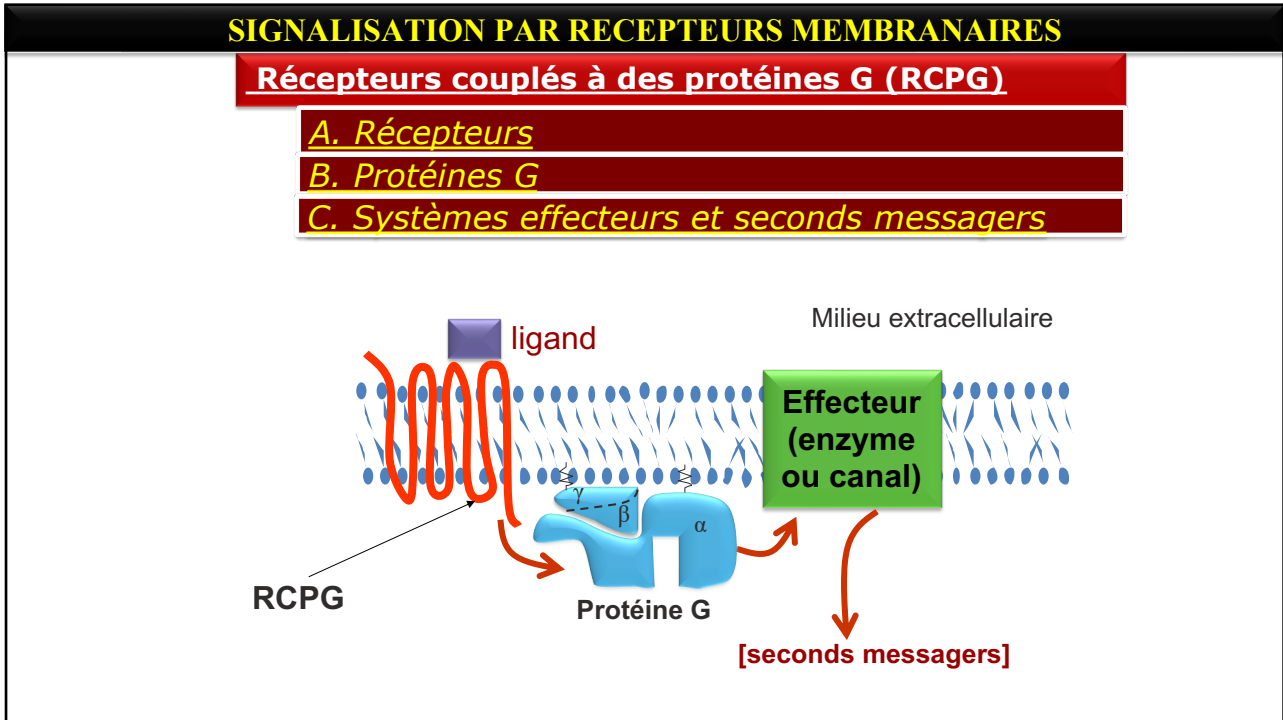 SIGNALISATION PAR RECEPTEURS MEMBRANAIRES
Récepteurs couplés à des protéines G (RCPG)
A. Récepteurs
B. Protéines G
C. Systèmes effecteurs et seconds messagers
Milieu extracellulaire
ligand
Effecteur
(enzyme
ou canal)
γ
β
α
RCPG
Protéine G
[seconds messagers]